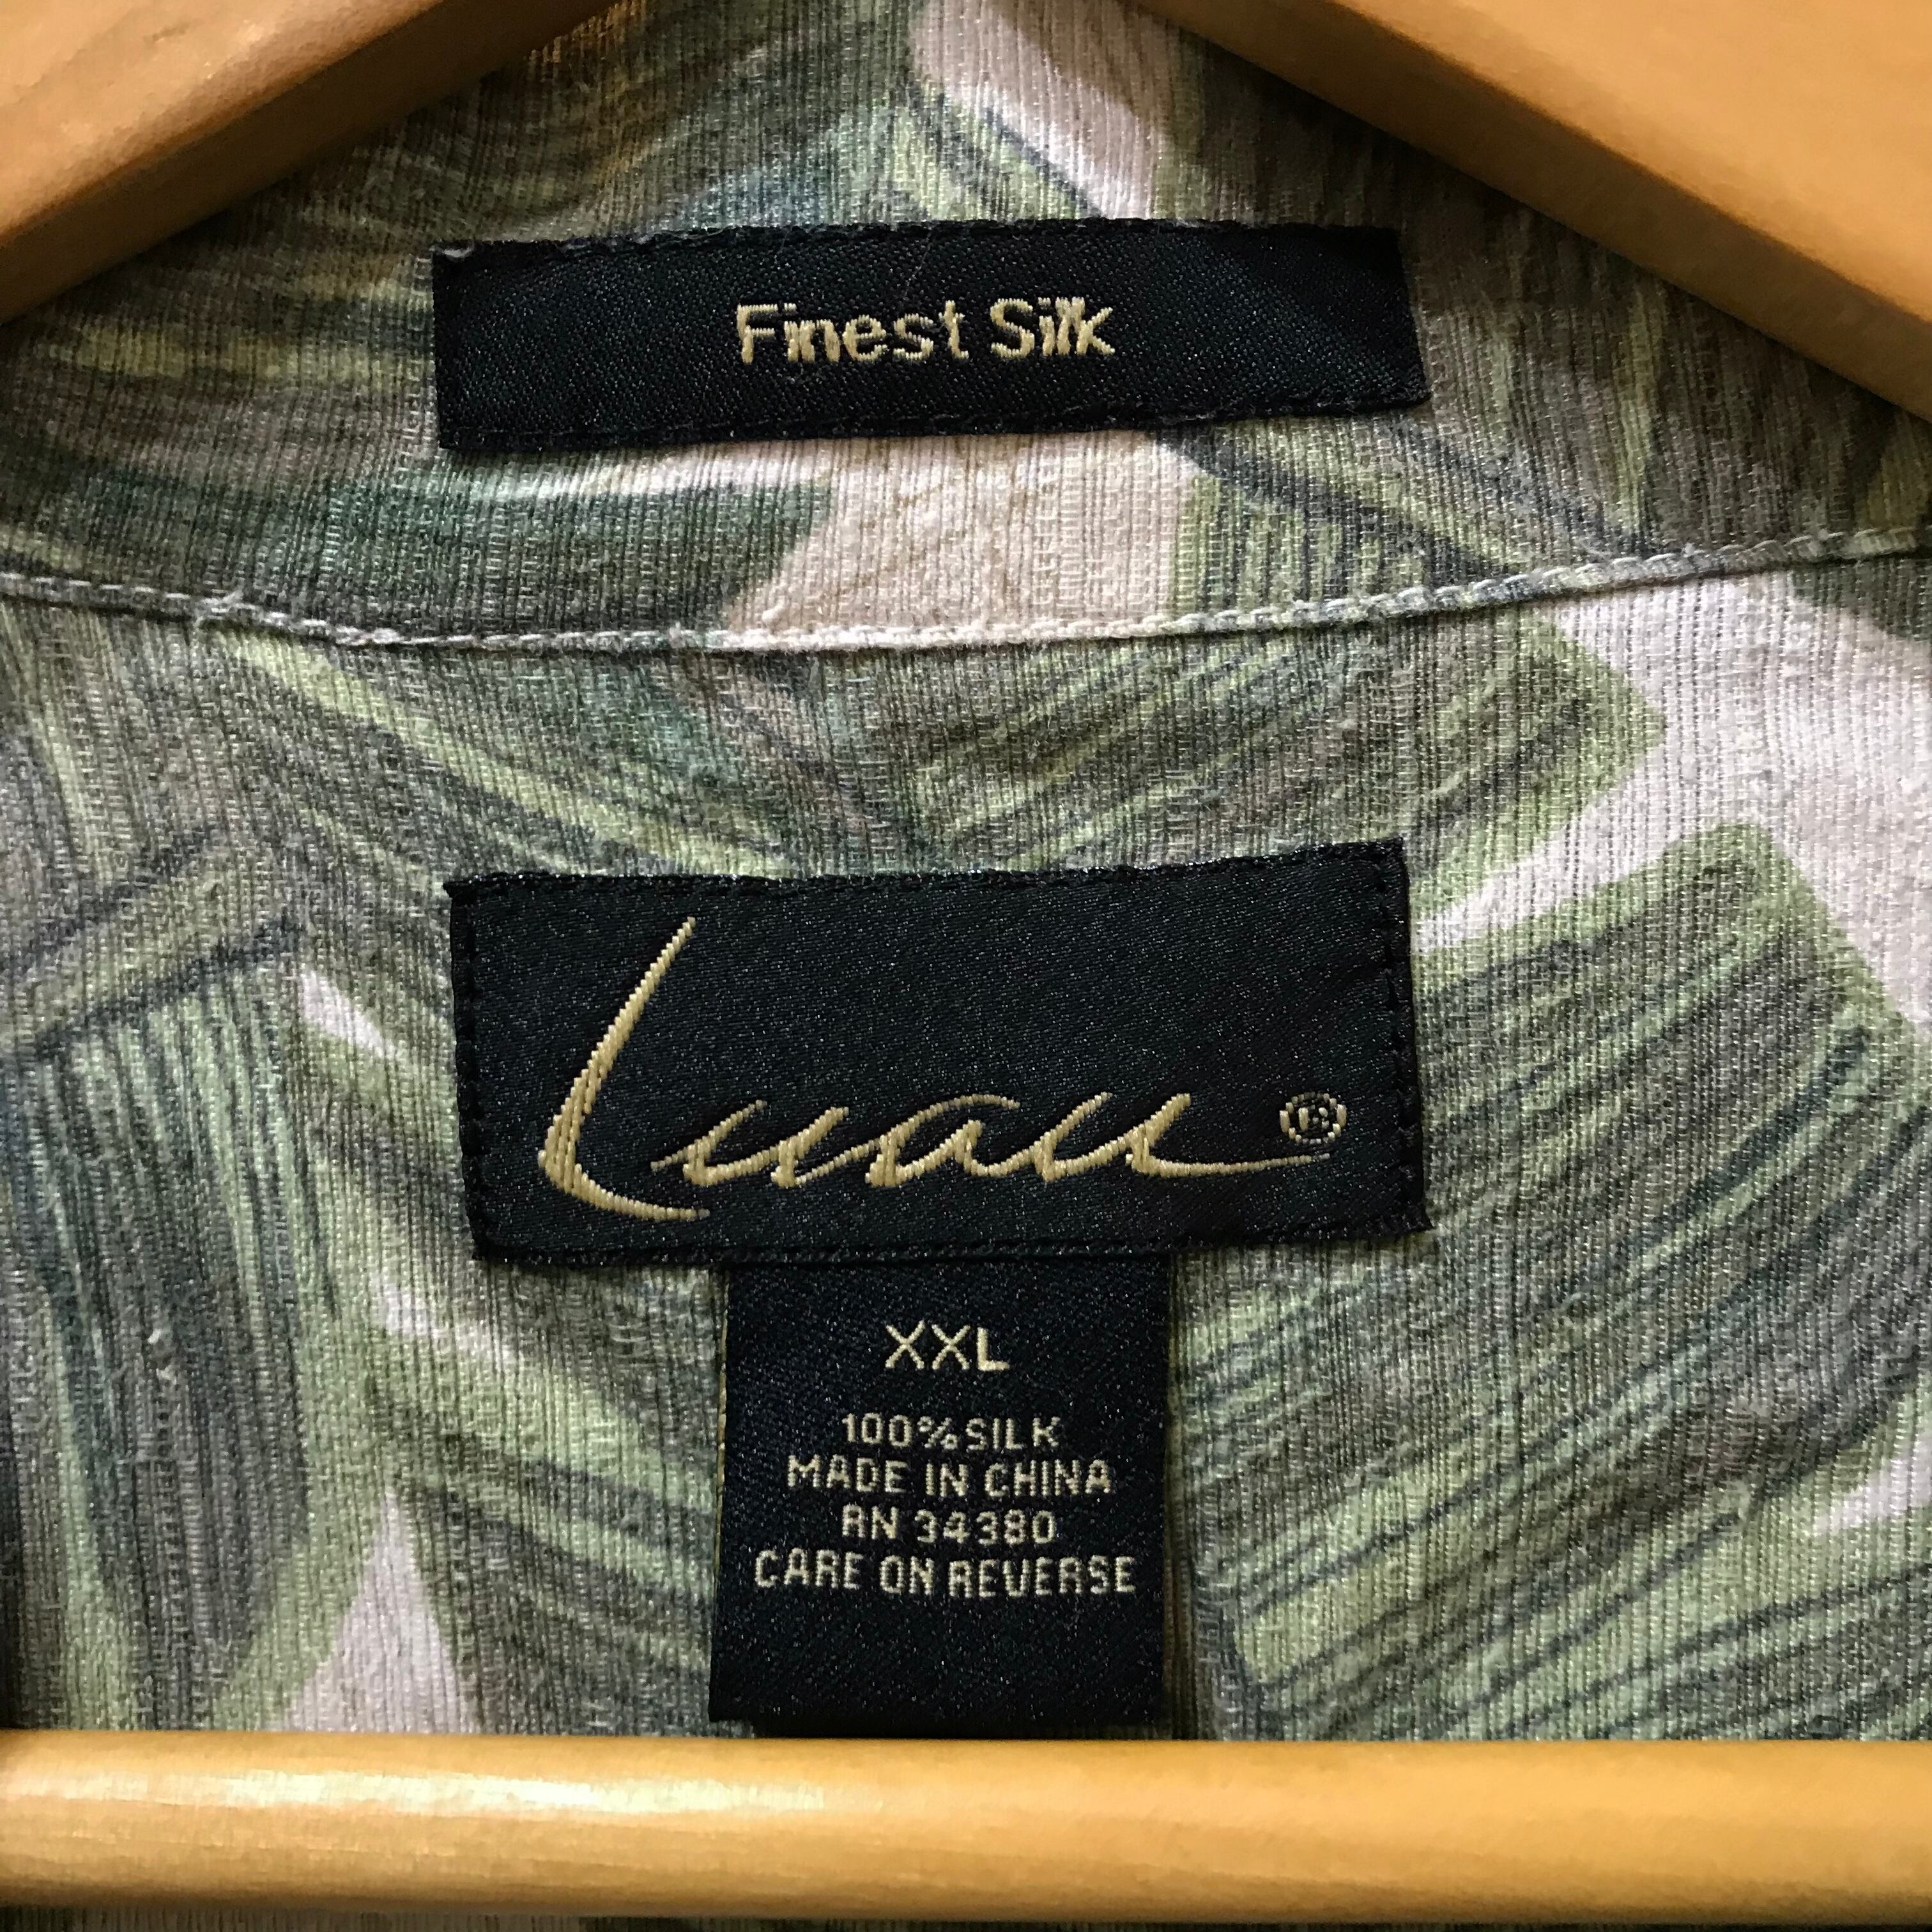 Finest Silk
Luau ®
XXL
100% SILK
MADE IN CHINA
RN 34380
CARE ON REVERSE